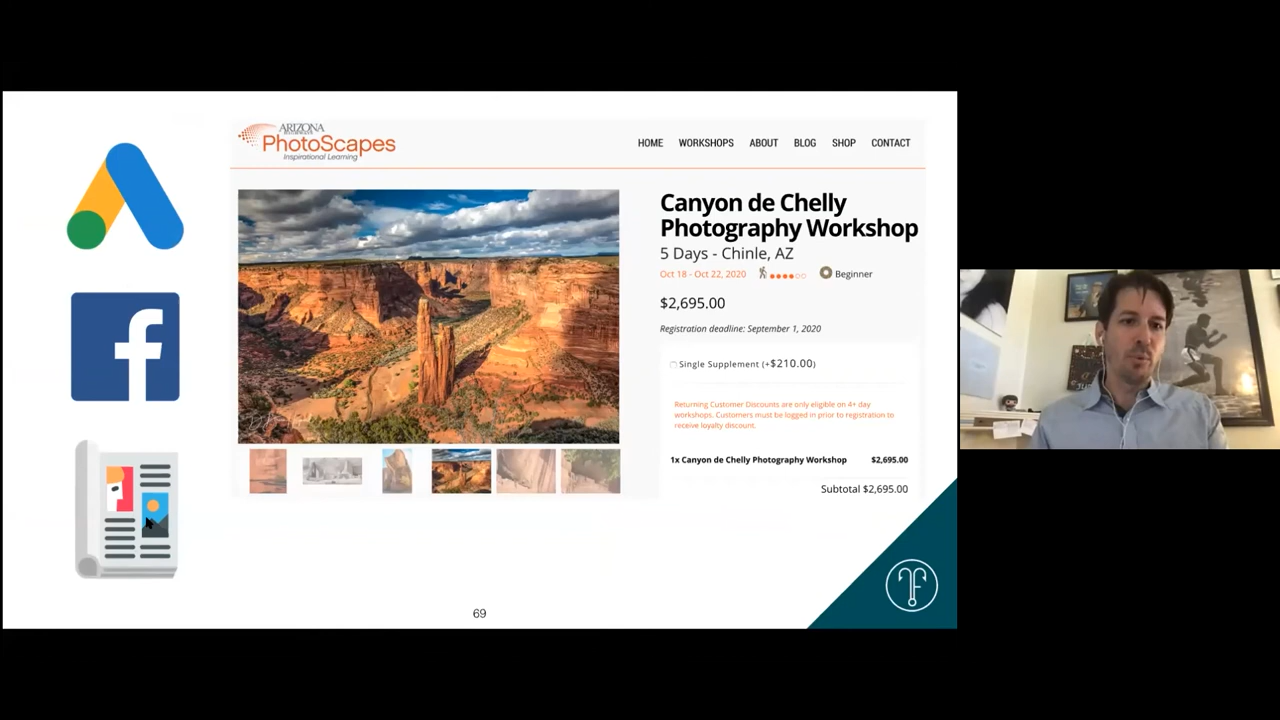 ARIZONA
PhotoScapes
Inspirational Learning
HOME WORKSHOPS ABOUT BLOG SHOP CONTACT
Canyon de Chelly
Photography Workshop
5 Days - Chinle, AZ
Oct 18 - Oct 22, 2020 Beginner
$2,695.00
Registration deadline: September 1, 2020
Single Supplement (+$210.00)
Returning Customer Discounts are only eligible on 4+ day
workshops. Customers must be logged in prior to registration to
receive loyalty discount.
1x Canyon de Chelly Photography Workshop $2,695.00
Subtotal $2,695.00
69